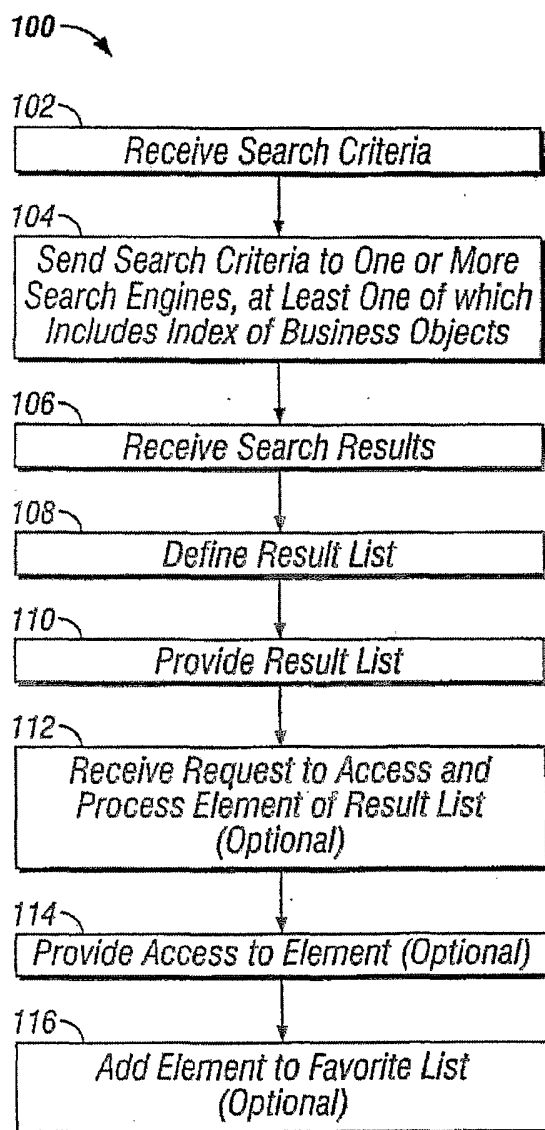 100
102
Receive Search Criteria
104
Send Search Criteria to One or More
Search Engines, at Least One of which
Includes Index of Business Objects
106
Receive Search Results
108
Define Result List
110
Provide Result List
112
Receive Request to Access and
Process Element of Result List
(Optional)
114
Provide Access to Element (Optional)
116
Add Element to Favorite List
(Optional)